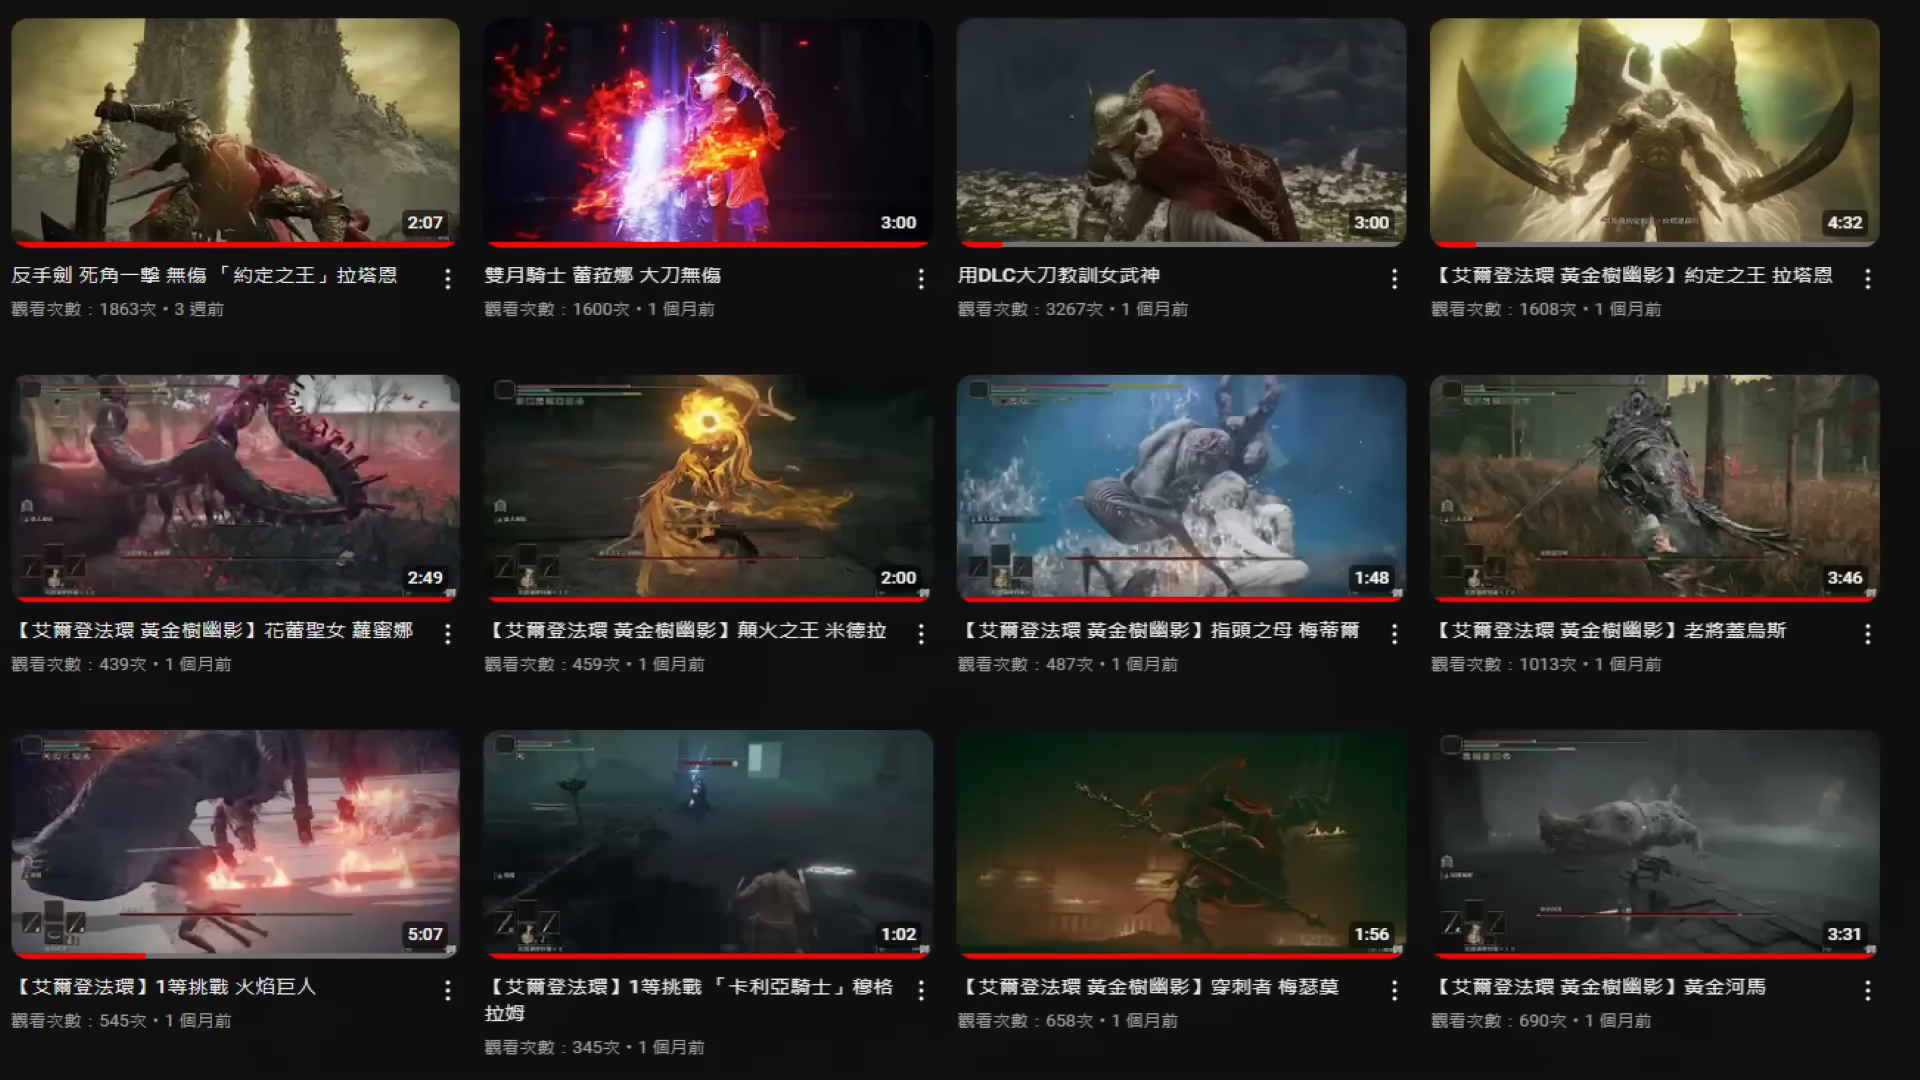 2:07
3:00
3:00
4:32
反手劍 死角一擊 無傷 「約定之王」拉塔恩
觀看次數：1863次・3 週前
雙月騎士 蕾菈娜 大刀無傷
觀看次數：1600次・1 個月前
用DLC大刀教訓女武神
觀看次數：3267次・1 個月前
【艾爾登法環 黃金樹幽影】約定之王 拉塔恩
觀看次數：1608次・1 個月前
2:49
2:00
1:48
3:46
【艾爾登法環 黃金樹幽影】花蕾聖女 蘿蜜娜
觀看次數：439次・1 個月前
【艾爾登法環 黃金樹幽影】顛火之王 米德拉
觀看次數：459次・1 個月前
【艾爾登法環 黃金樹幽影】指頭之母 梅蒂爾
觀看次數：487次・1 個月前
【艾爾登法環 黃金樹幽影】老將蓋烏斯
觀看次數：1013次・1 個月前
5:07
1:02
1:56
3:31
【艾爾登法環】1等挑戰 火焰巨人
觀看次數：545次・1 個月前
【艾爾登法環】1等挑戰 「卡利亞騎士」穆格
拉姆
觀看次數：345次・1 個月前
【艾爾登法環 黃金樹幽影】穿刺者 梅瑟莫
觀看次數：658次・1 個月前
【艾爾登法環 黃金樹幽影】黃金河馬
觀看次數：690次・1 個月前